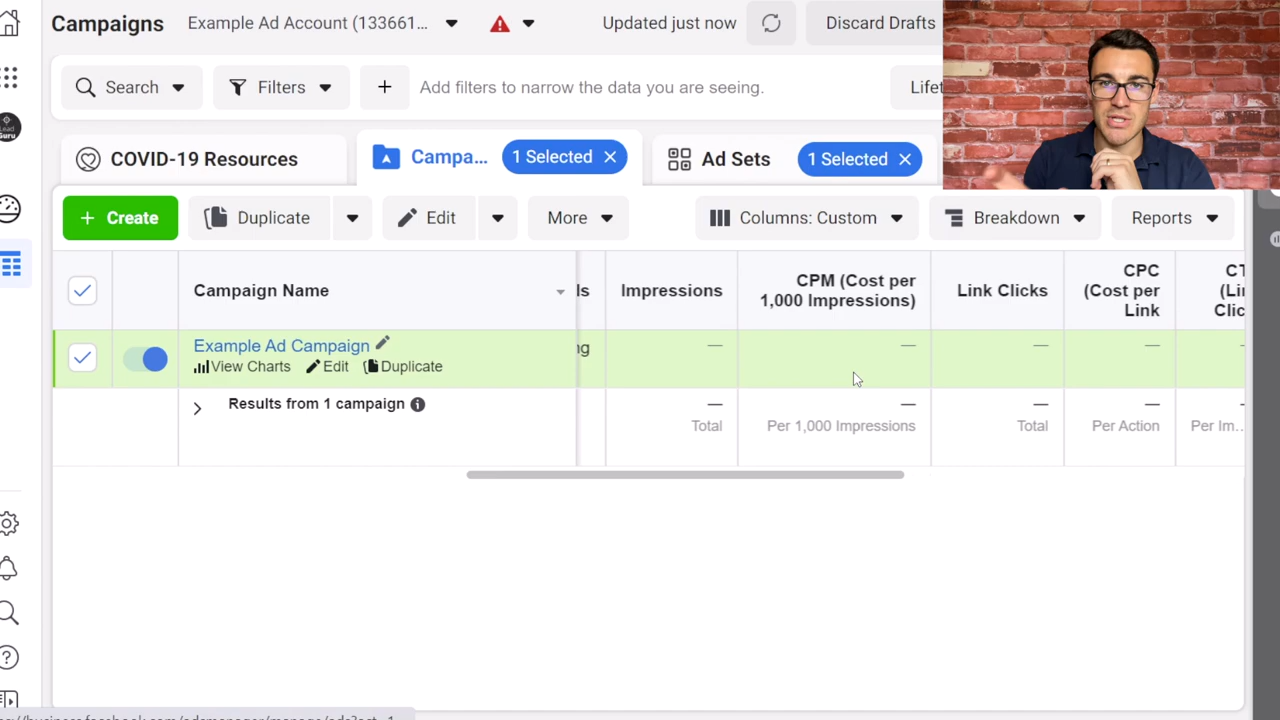 Campaigns
Example Ad Account (133661...
Updated just now
Discard Drafts
Search
Filters
+
Add filters to narrow the data you are seeing.
Lifet
Lead
Guru
COVID-19 Resources
Campa...
1 Selected ×
Ad Sets
1 Selected ×
+ Create
Duplicate
Edit
More
Columns: Custom
Breakdown
Reports
Campaign Name
ls
Impressions
CPM (Cost per
1,000 Impressions)
Link Clicks
CPC
(Cost per
Link
CT
(Lin
Clic
Example Ad Campaign
ng
—
—
—
—
—
View Charts
Edit
Duplicate
Results from 1 campaign
—
—
—
—
—
Total
Per 1,000 Impressions
Total
Per Action
Per Im...